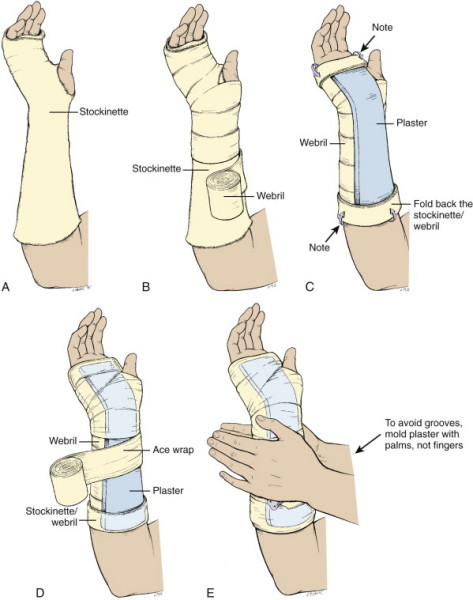 Stockinette
A
Stockinette
Webril
B
Note
Plaster
Webril
Fold back the
stockinette/
webril
Note
C
Webril
Ace wrap
Plaster
Stockinette/
webril
D
To avoid grooves,
mold plaster with
palms, not fingers
E